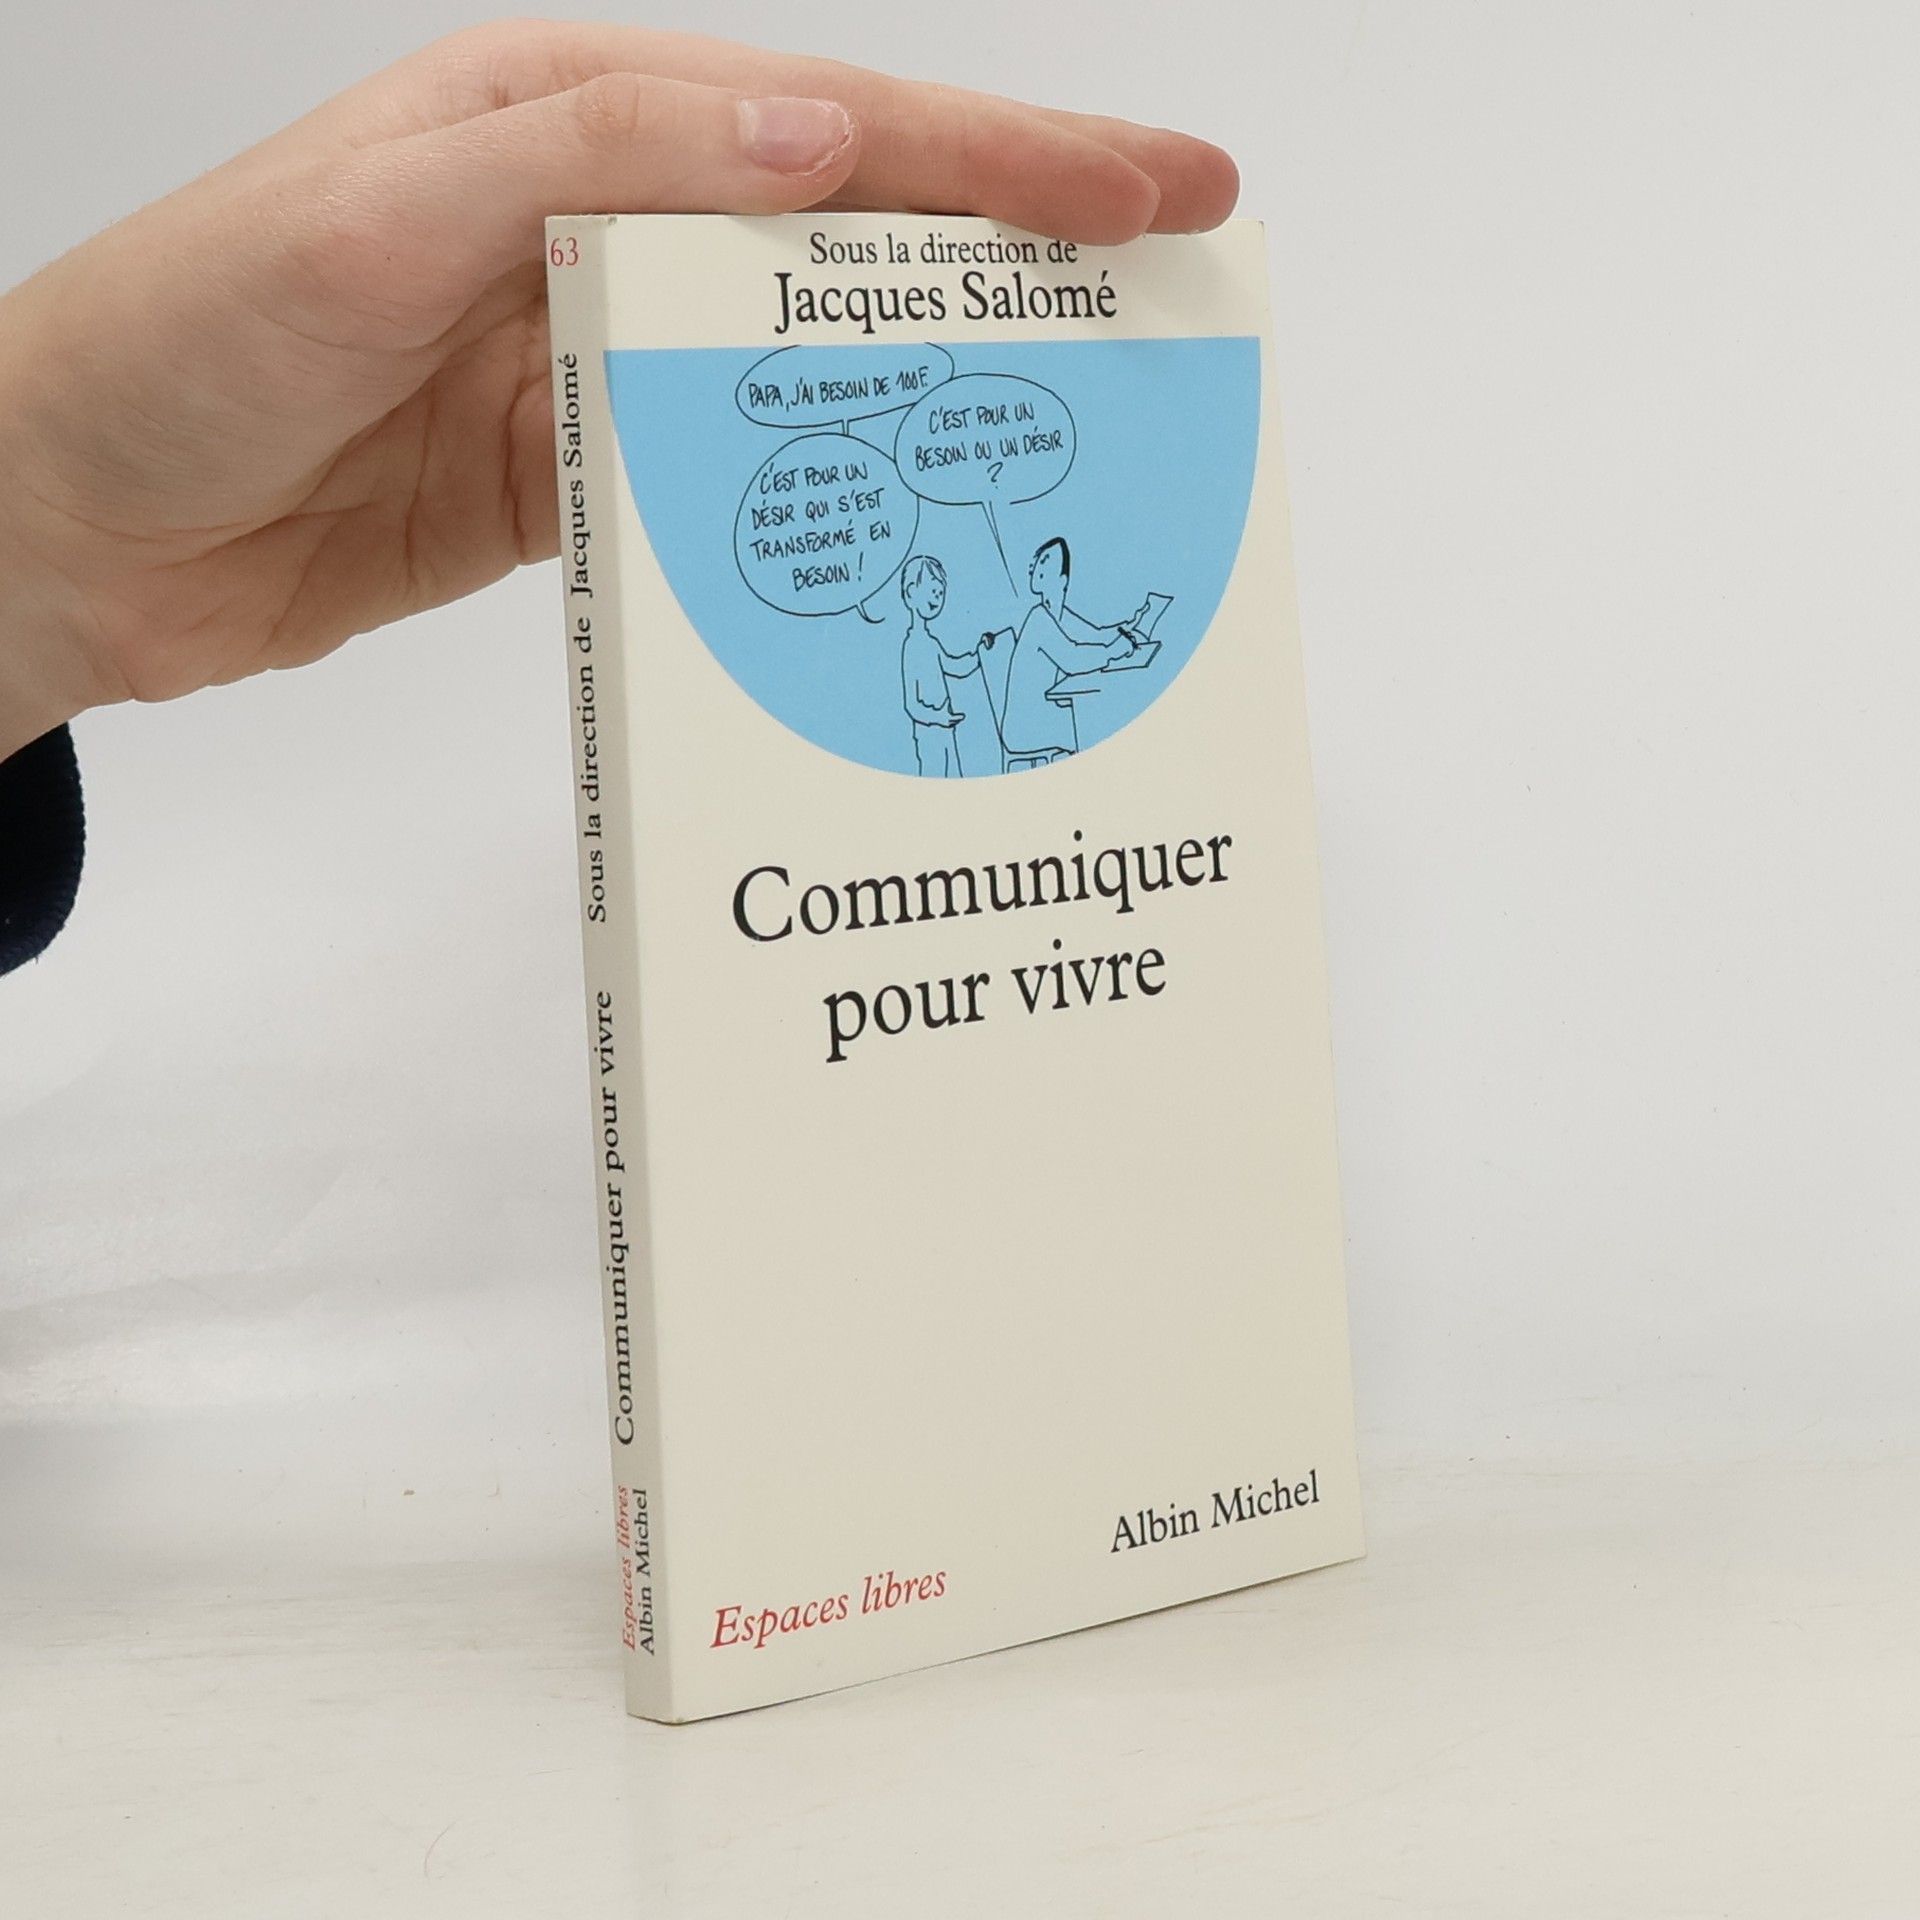 63
Sous la direction de Jacques Salomé
Communiquer pour vivre
Espaces libres
Albin Michel
Sous la direction de
Jacques Salomé
PAPA, J'AI BESOIN DE 100F.
C'EST POUR UN
BESOIN OU UN DÉSIR
?
C'EST POUR UN
DÉSIR QUI S'EST
TRANSFORMÉ EN
BESOIN !
Communiquer
pour vivre
Albin Michel
Espaces libres